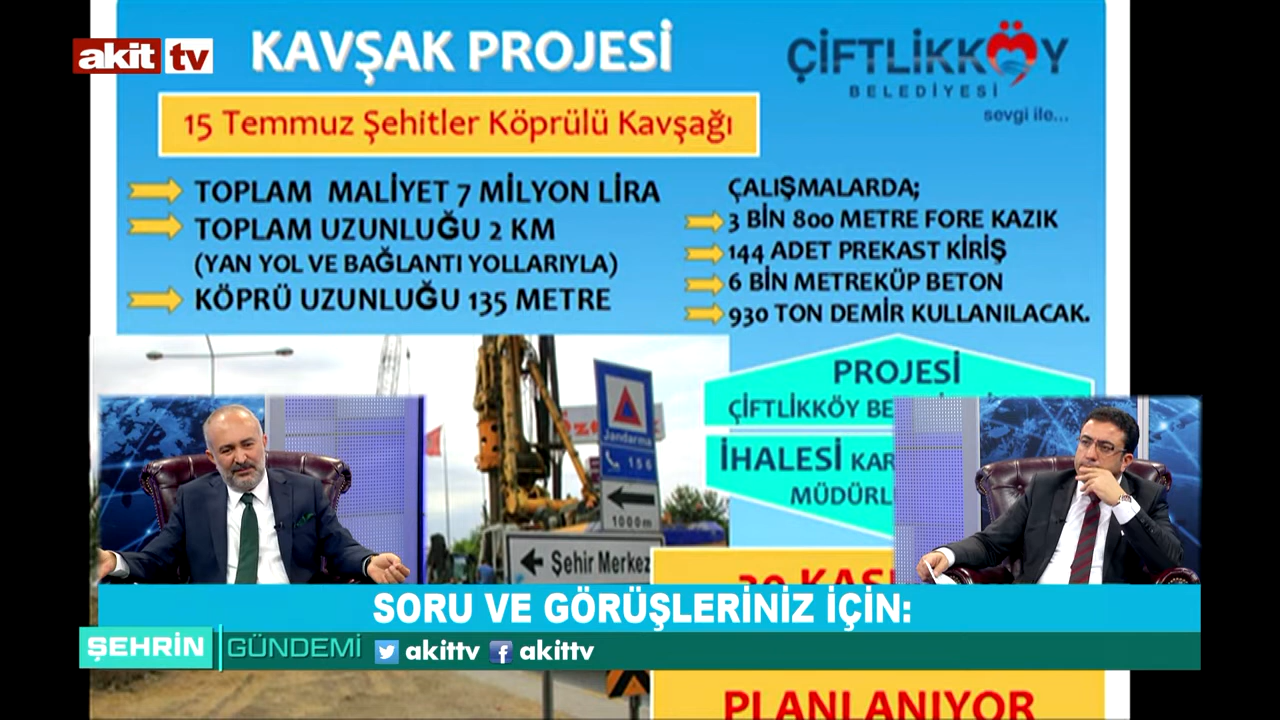 akit tv
KAVŞAK PROJESİ
ÇİFTLİKKÖY
BELEDİYESİ
sevgi ile...
15 Temmuz Şehitler Köprülü Kavşağı
TOPLAM MALİYET 7 MİLYON LİRA
TOPLAM UZUNLUĞU 2 KM
(YAN YOL VE BAĞLANTI YOLLARIYLA)
KÖPRÜ UZUNLUĞU 135 METRE
ÇALIŞMALARDA;
3 BİN 800 METRE FORE KAZIK
144 ADET PREKAST KİRİŞ
6 BİN METREKÜP BETON
930 TON DEMİR KULLANILACAK.
PROJESİ
ÇİFTLİKKÖY
İHALESİ
Jandarma
156
1000m
Şehir Merkez
SORU VE GÖRÜŞLERİNİZ İÇİN:
ŞEHRİN GÜNDEMİ
akittv akittv
PLANLANIYOR